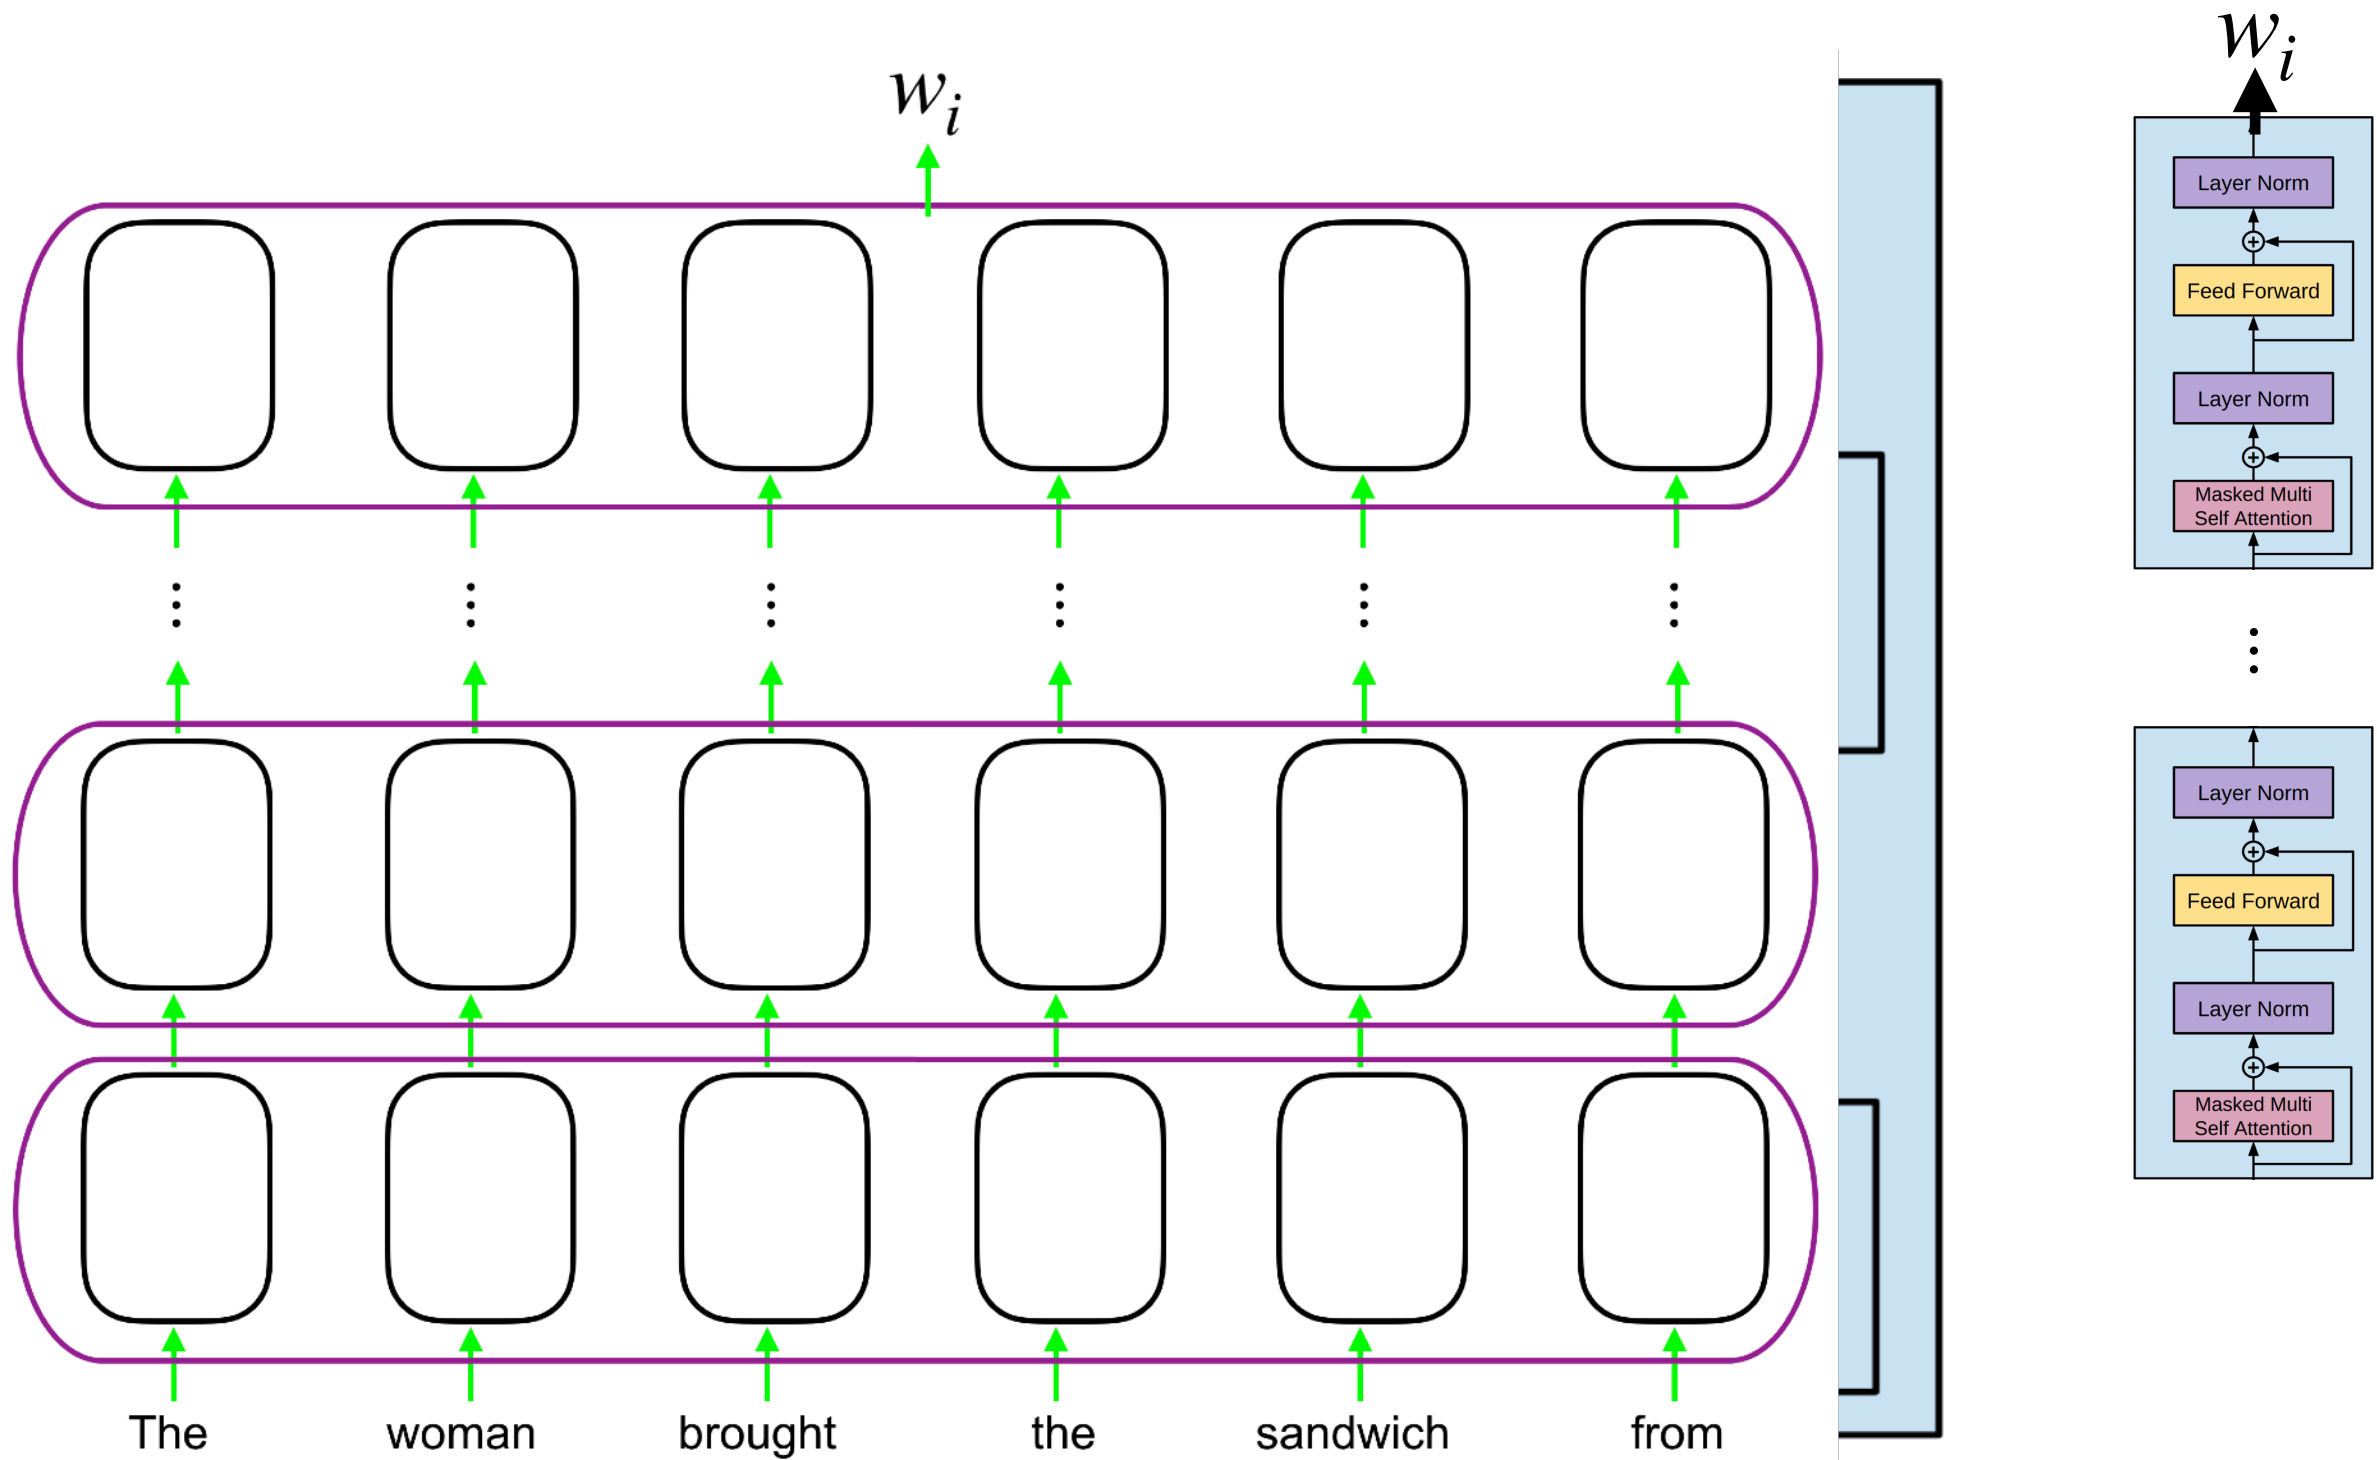 w_i
The woman brought the sandwich from
w_i
Layer Norm
+
Feed Forward
Layer Norm
+
Masked Multi
Self Attention
Layer Norm
+
Feed Forward
Layer Norm
+
Masked Multi
Self Attention